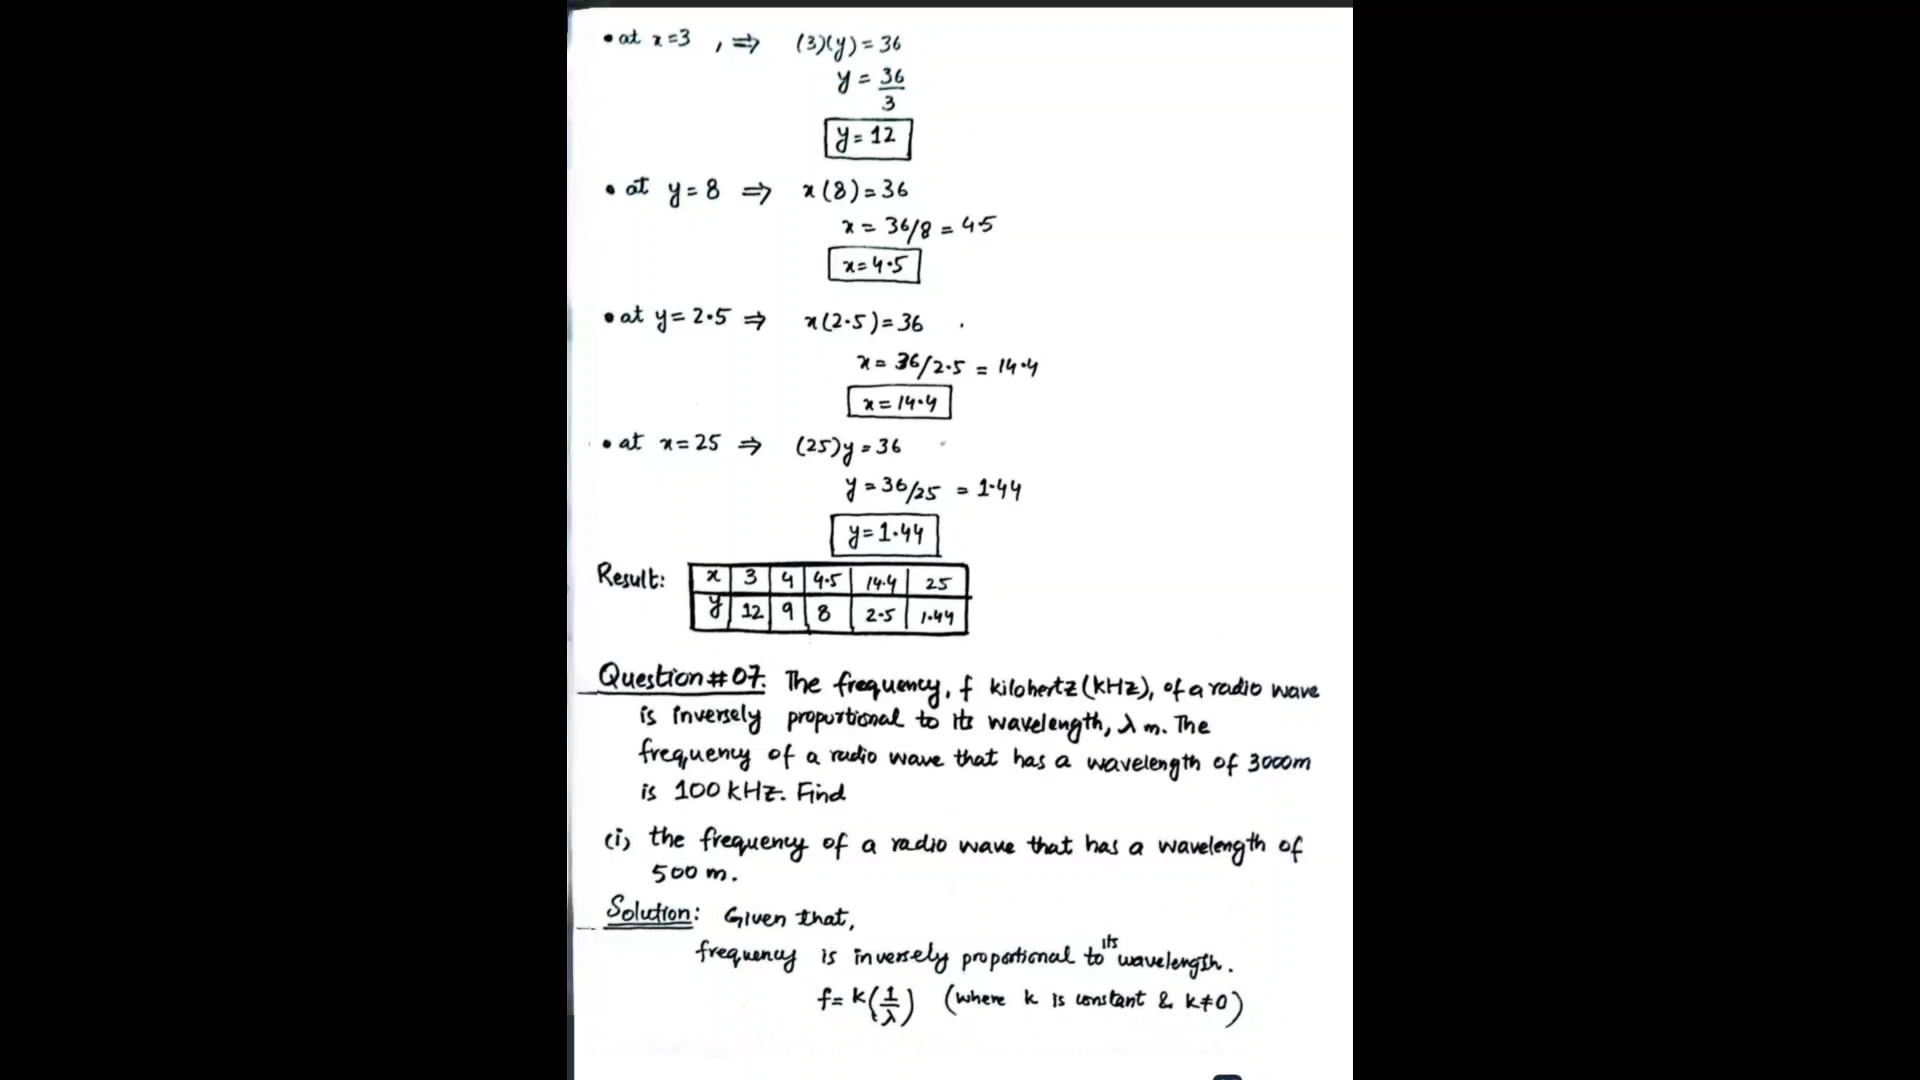 • at x=3 , ⇒ (3)(y) = 36
y = 36/3
y = 12
• at y = 8 ⇒ x(8) = 36
x = 36/8 = 4.5
x = 4.5
• at y = 2.5 ⇒ x(2.5) = 36
x = 36/2.5 = 14.4
x = 14.4
• at x = 25 ⇒ (25)y = 36
y = 36/25 = 1.44
y = 1.44
Result: x 3 4 4.5 14.4 25
y 12 9 8 2.5 1.44
Question # 07. The frequency, f kilohertz (kHz), of a radio wave
is inversely proportional to its wavelength, λ m. The
frequency of a radio wave that has a wavelength of 3000m
is 100 kHz. Find
(i) the frequency of a radio wave that has a wavelength of
500 m.
Solution: Given that,
frequency is inversely proportional to its wavelength.
f = k(1/λ) (where k is constant & k≠0)